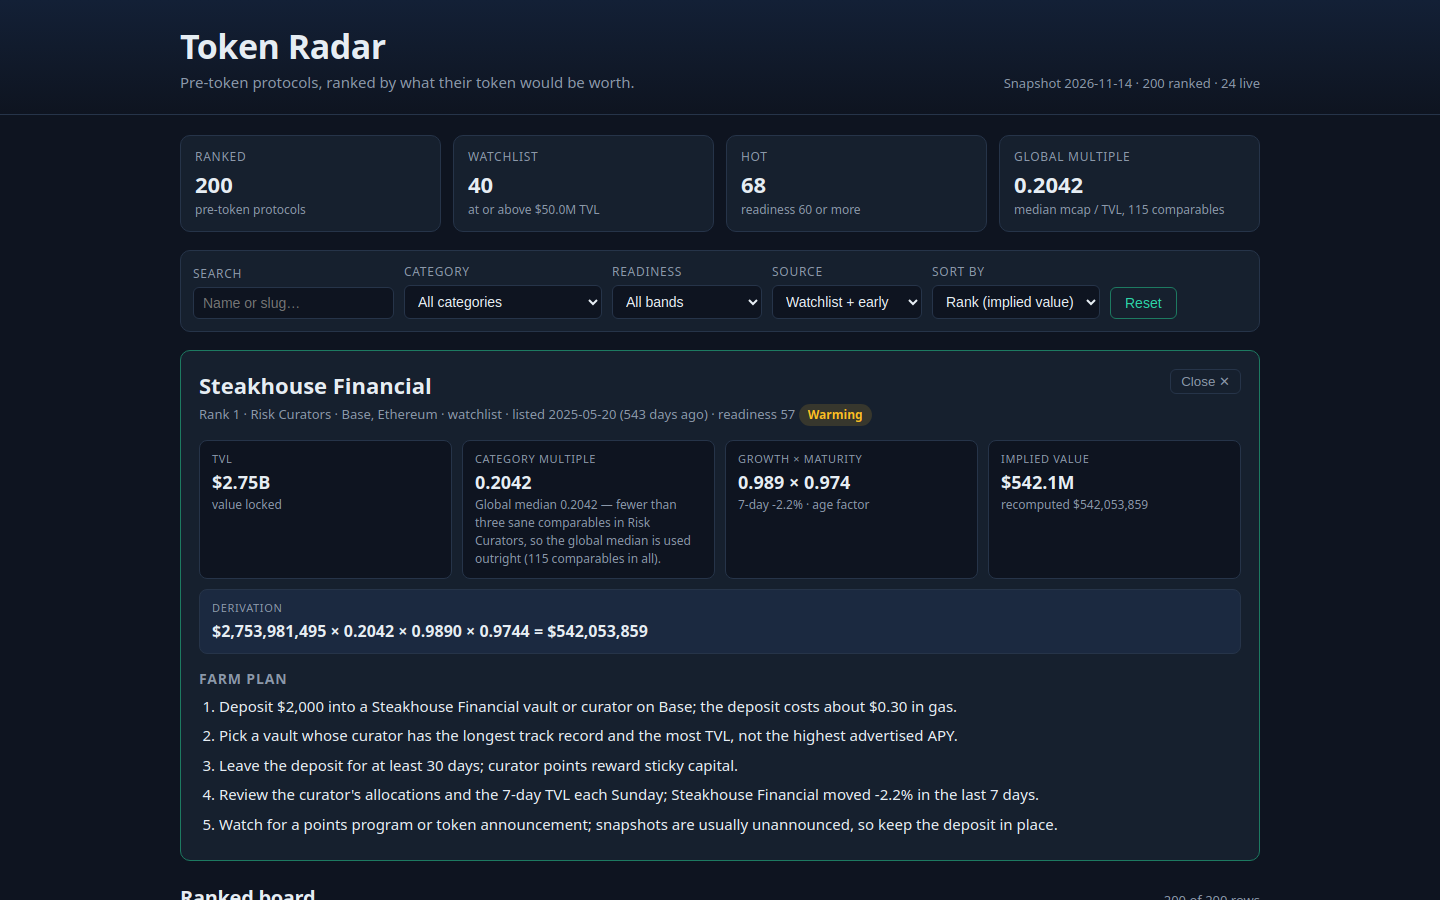 Token Radar
Pre-token protocols, ranked by what their token would be worth.
Snapshot 2026-11-14 · 200 ranked · 24 live
RANKED
200
pre-token protocols
WATCHLIST
40
at or above $50.0M TVL
HOT
68
readiness 60 or more
GLOBAL MULTIPLE
0.2042
median mcap / TVL, 115 comparables
SEARCH
Name or slug…
CATEGORY
All categories
READINESS
All bands
SOURCE
Watchlist + early
SORT BY
Rank (implied value)
Reset
Steakhouse Financial
Close ✕
Rank 1 · Risk Curators · Base, Ethereum · watchlist · listed 2025-05-20 (543 days ago) · readiness 57 Warming
TVL
$2.75B
value locked
CATEGORY MULTIPLE
0.2042
Global median 0.2042 — fewer than
three sane comparables in Risk
Curators, so the global median is used
outright (115 comparables in all).
GROWTH × MATURITY
0.989 × 0.974
7-day -2.2% · age factor
IMPLIED VALUE
$542.1M
recomputed $542,053,859
DERIVATION
$2,753,981,495 × 0.2042 × 0.9890 × 0.9744 = $542,053,859
FARM PLAN
1. Deposit $2,000 into a Steakhouse Financial vault or curator on Base; the deposit costs about $0.30 in gas.
2. Pick a vault whose curator has the longest track record and the most TVL, not the highest advertised APY.
3. Leave the deposit for at least 30 days; curator points reward sticky capital.
4. Review the curator's allocations and the 7-day TVL each Sunday; Steakhouse Financial moved -2.2% in the last 7 days.
5. Watch for a points program or token announcement; snapshots are usually unannounced, so keep the deposit in place.
Ranked board
200 of 200 rows